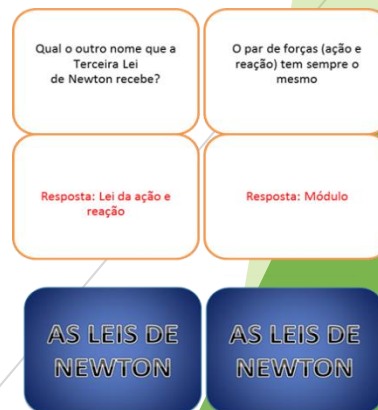 Qual o outro nome que a
Terceira Lei
de Newton recebe?
O par de forças (ação e
reação) tem sempre o
mesmo
Resposta: Lei da ação e
reação
Resposta: Módulo
AS LEIS DE
NEWTON
AS LEIS DE
NEWTON